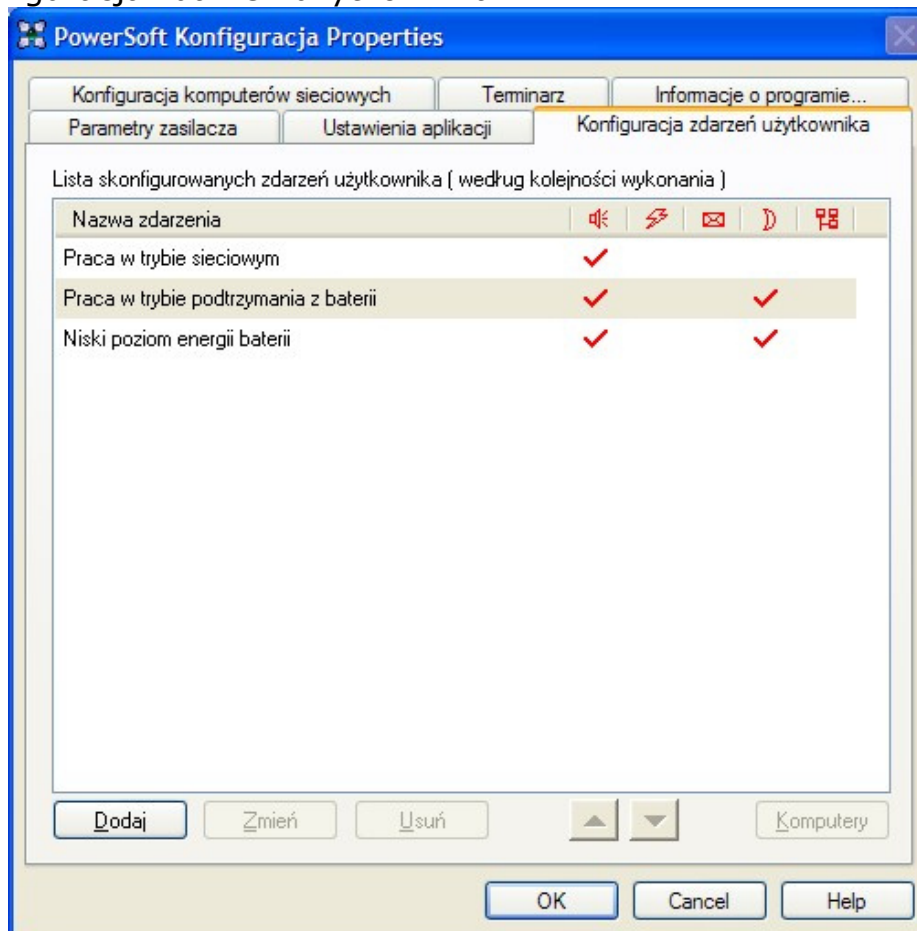 PowerSoft Konfiguracja Properties
Konfiguracja komputerów sieciowych Terminarz Informacje o programie...
Parametry zasilacza Ustawienia aplikacji Konfiguracja zdarzeń użytkownika
Lista skonfigurowanych zdarzeń użytkownika ( według kolejności wykonania )
Nazwa zdarzenia
Praca w trybie sieciowym
Praca w trybie podtrzymania z baterii
Niski poziom energii baterii
Dodaj Zmień Usuń Komputery
OK Cancel Help